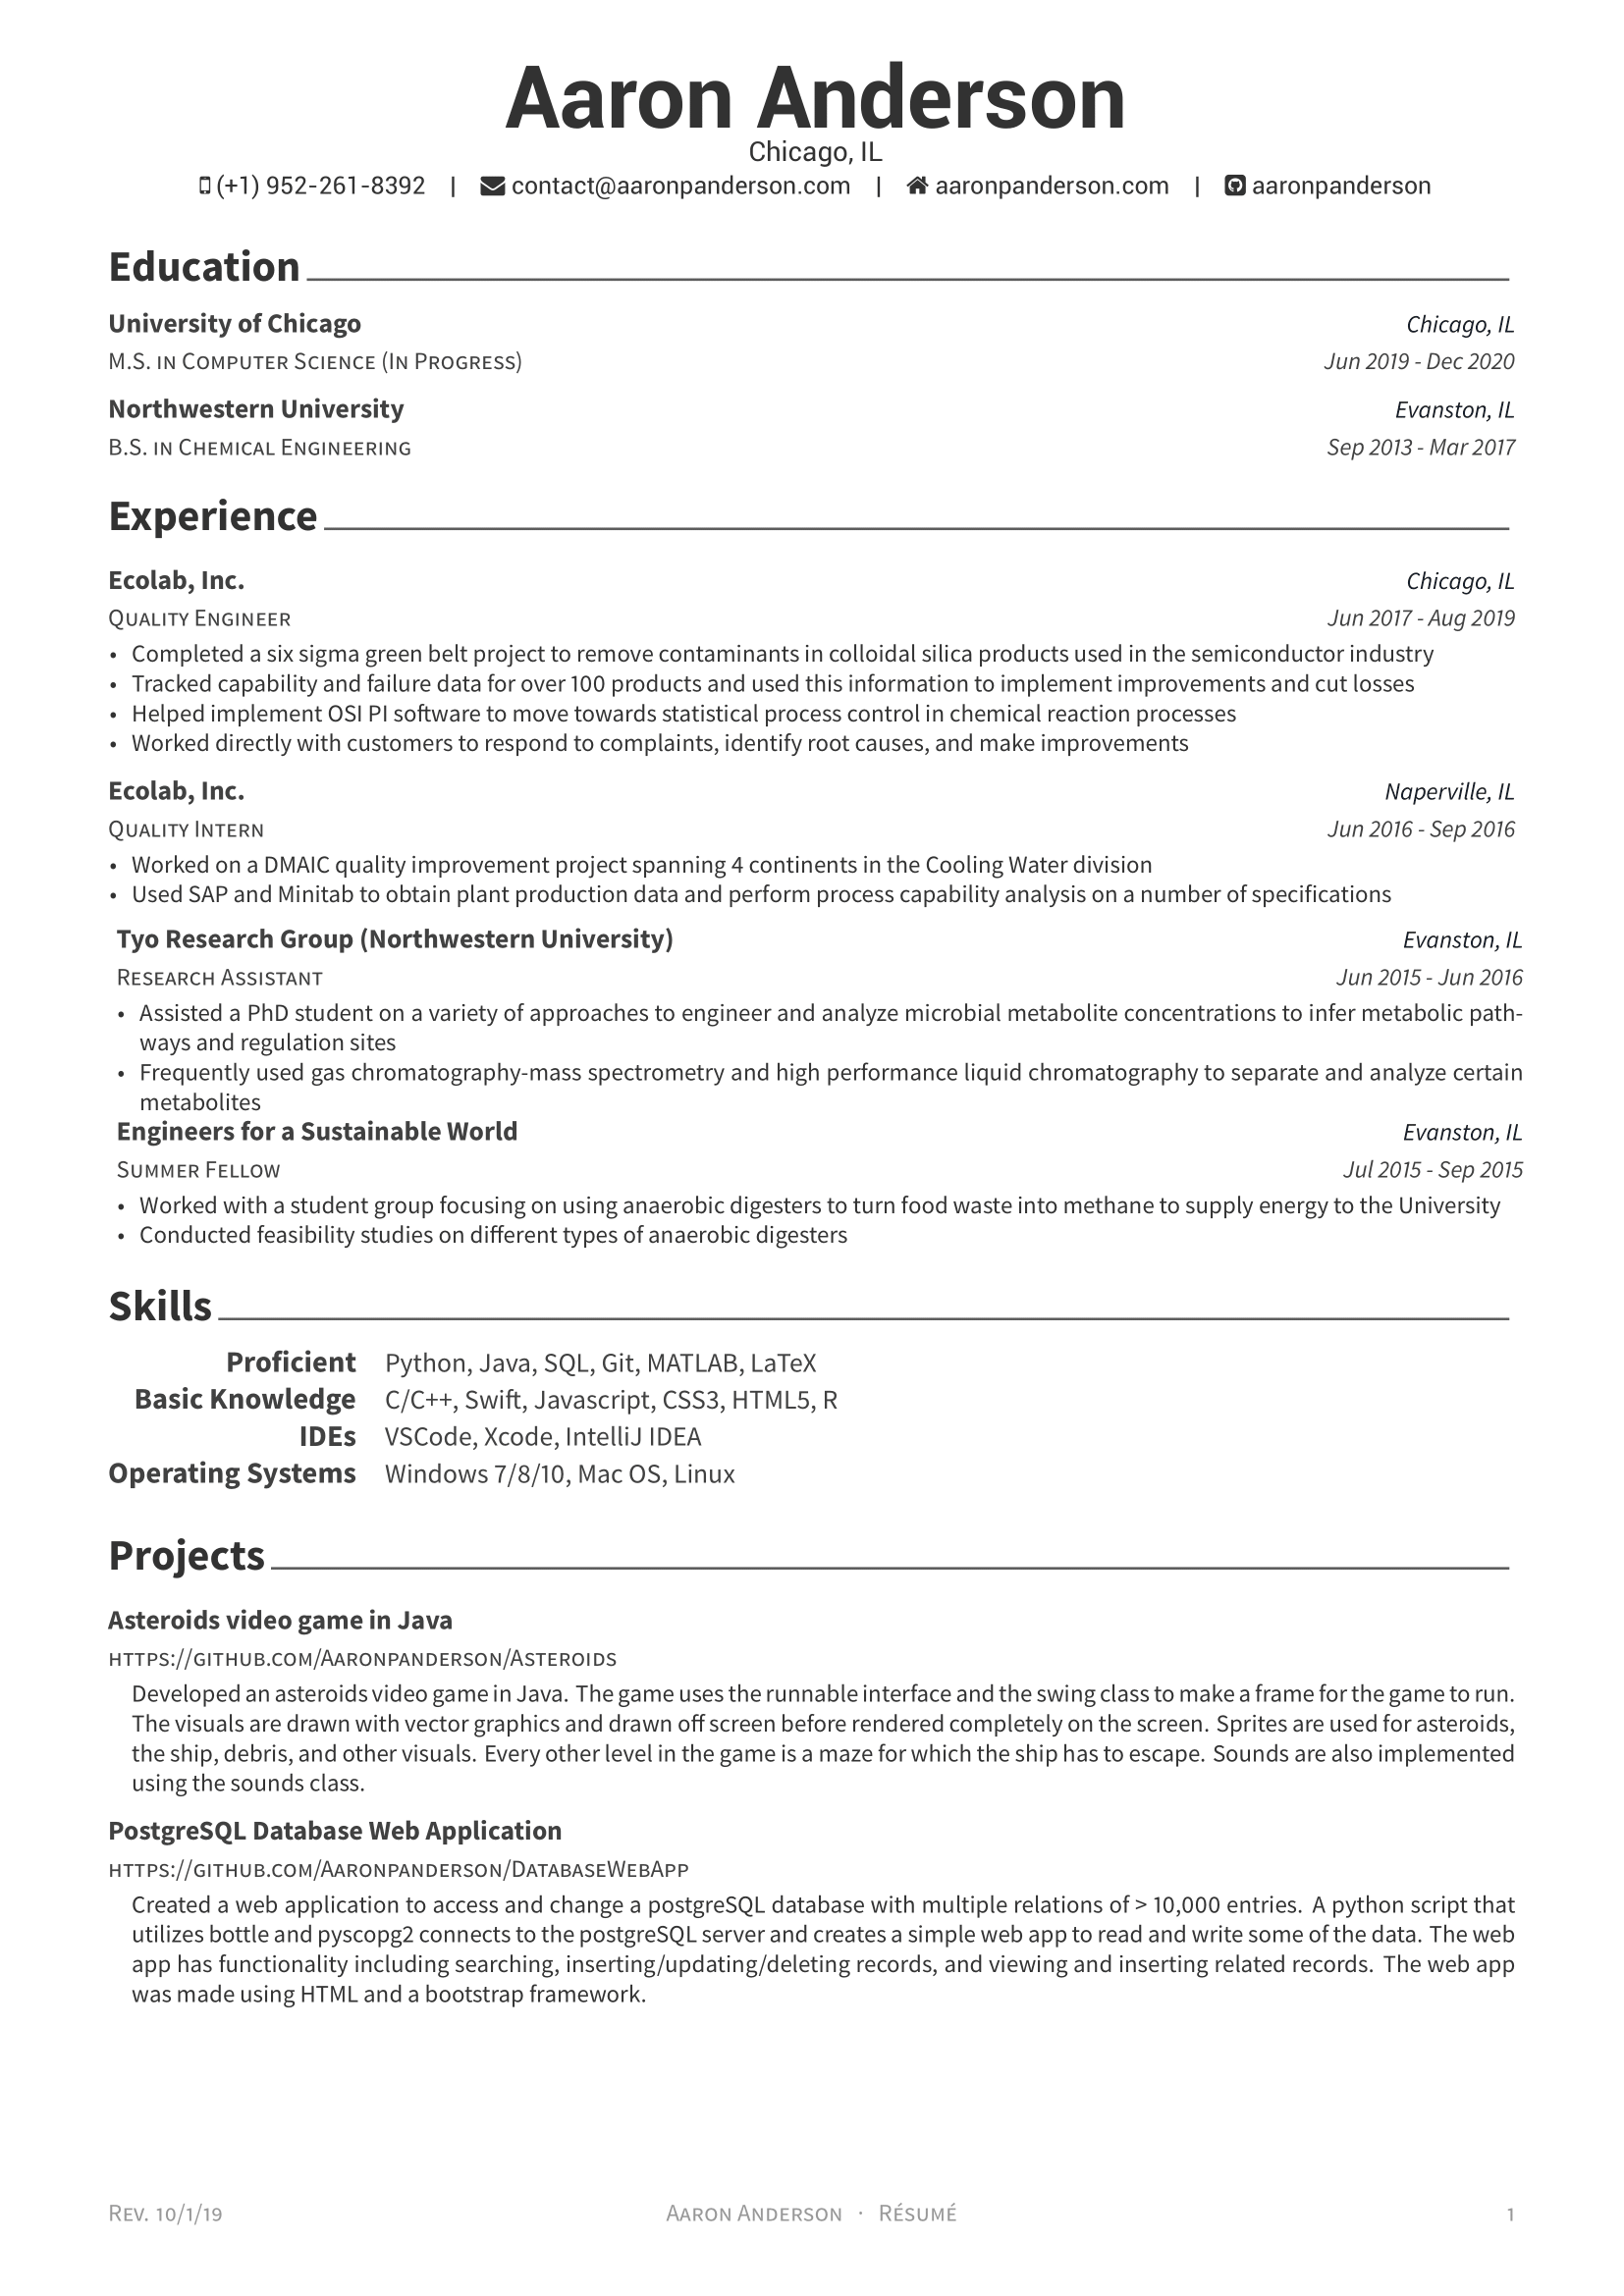 Aaron Anderson
Chicago, IL
(+1) 952-261-8392 | contact@aaronpanderson.com | aaronpanderson.com | aaronpanderson
Education
University of Chicago Chicago, IL
M.S. in Computer Science (In Progress) Jun 2019 - Dec 2020
Northwestern University Evanston, IL
B.S. in Chemical Engineering Sep 2013 - Mar 2017
Experience
Ecolab, Inc. Chicago, IL
Quality Engineer Jun 2017 - Aug 2019
• Completed a six sigma green belt project to remove contaminants in colloidal silica products used in the semiconductor industry
• Tracked capability and failure data for over 100 products and used this information to implement improvements and cut losses
• Helped implement OSI PI software to move towards statistical process control in chemical reaction processes
• Worked directly with customers to respond to complaints, identify root causes, and make improvements
Ecolab, Inc. Naperville, IL
Quality Intern Jun 2016 - Sep 2016
• Worked on a DMAIC quality improvement project spanning 4 continents in the Cooling Water division
• Used SAP and Minitab to obtain plant production data and perform process capability analysis on a number of specifications
Tyo Research Group (Northwestern University) Evanston, IL
Research Assistant Jun 2015 - Jun 2016
• Assisted a PhD student on a variety of approaches to engineer and analyze microbial metabolite concentrations to infer metabolic path-
ways and regulation sites
• Frequently used gas chromatography-mass spectrometry and high performance liquid chromatography to separate and analyze certain
metabolites
Engineers for a Sustainable World Evanston, IL
Summer Fellow Jul 2015 - Sep 2015
• Worked with a student group focusing on using anaerobic digesters to turn food waste into methane to supply energy to the University
• Conducted feasibility studies on different types of anaerobic digesters
Skills
Proficient Python, Java, SQL, Git, MATLAB, LaTeX
Basic Knowledge C/C++, Swift, Javascript, CSS3, HTML5, R
IDEs VSCode, Xcode, IntelliJ IDEA
Operating Systems Windows 7/8/10, Mac OS, Linux
Projects
Asteroids video game in Java
https://github.com/Aaronpanderson/Asteroids
Developed an asteroids video game in Java. The game uses the runnable interface and the swing class to make a frame for the game to run.
The visuals are drawn with vector graphics and drawn off screen before rendered completely on the screen. Sprites are used for asteroids,
the ship, debris, and other visuals. Every other level in the game is a maze for which the ship has to escape. Sounds are also implemented
using the sounds class.
PostgreSQL Database Web Application
https://github.com/Aaronpanderson/DatabaseWebApp
Created a web application to access and change a postgreSQL database with multiple relations of > 10,000 entries. A python script that
utilizes bottle and pyscopg2 connects to the postgreSQL server and creates a simple web app to read and write some of the data. The web
app has functionality including searching, inserting/updating/deleting records, and viewing and inserting related records. The web app
was made using HTML and a bootstrap framework.
Rev. 10/1/19 Aaron Anderson · Résumé 1